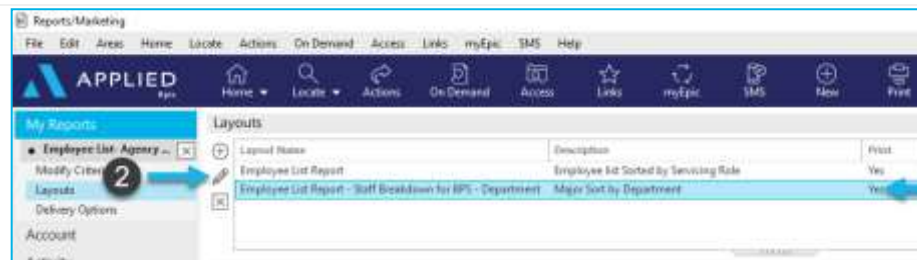 Reports/Marketing
File Edit Areas Home Locate Actions On Demand Access Links myEpic SMS Help
APPLIED Epic
Home Locate Actions On Demand Access Links myEpic SMS New Print
My Reports
Layouts
Employee List- Agency ...
Layout Name Description Print
Modify Criter
2
Employee List Report Employee list Sorted by Servicing Role Yes
Layouts
Employee List Report - Staff Breakdown for BPS - Department Major Sort by Department Yes
Delivery Options
Account